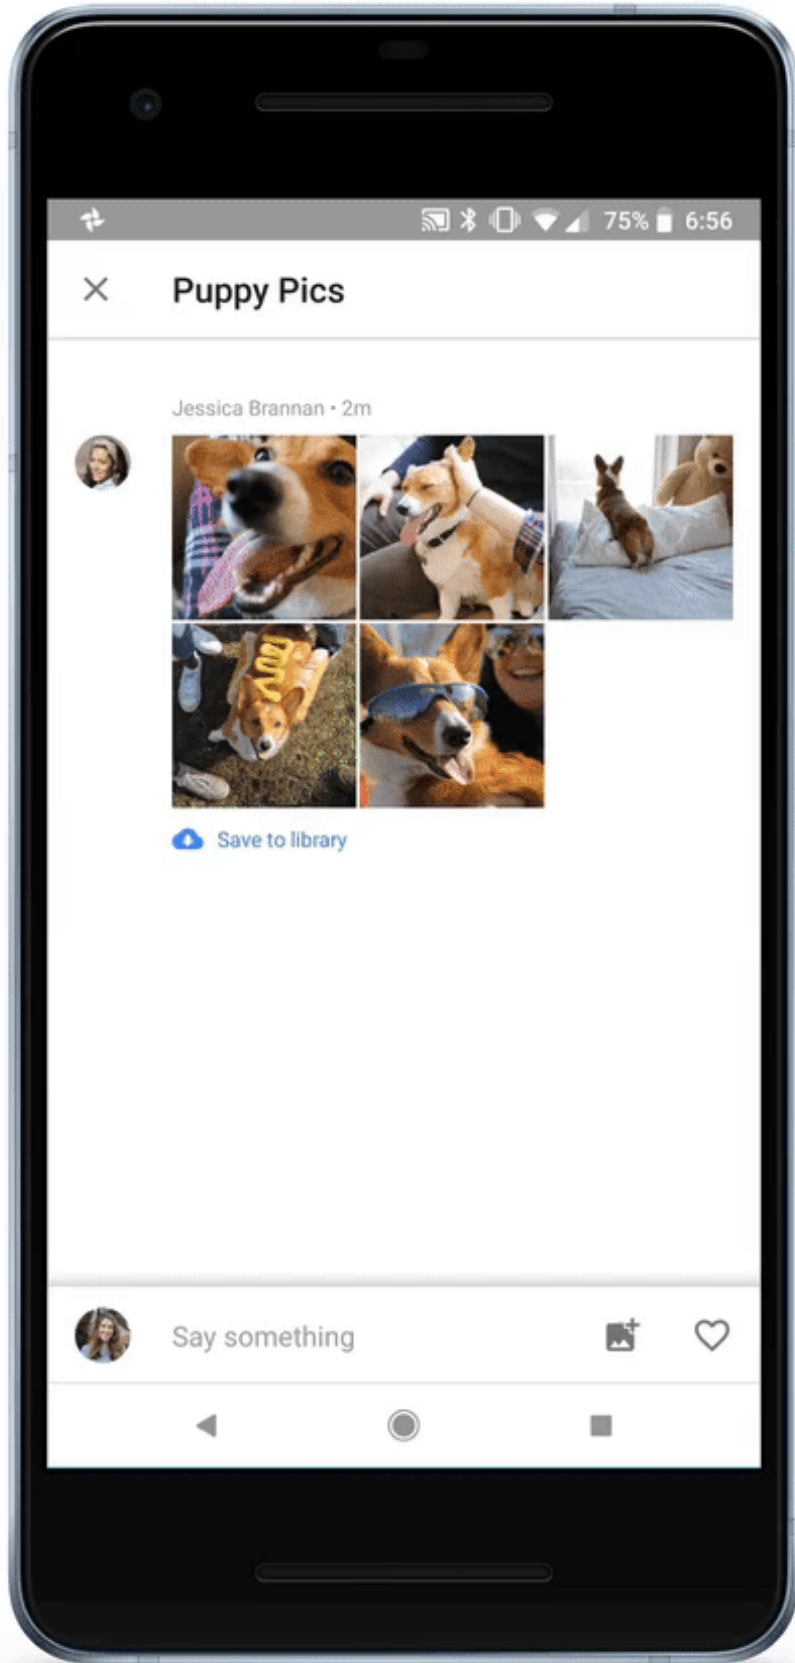 75% 6:56
Puppy Pics
Jessica Brannan • 2m
Save to library
Say something